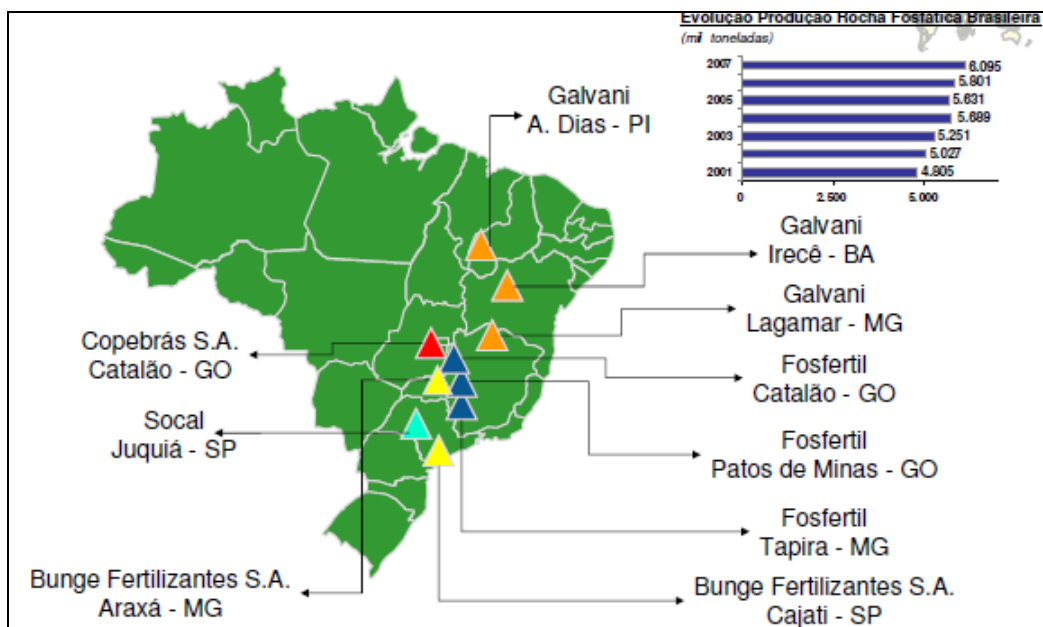 Evolução Produção Rocha Fosfática Brasileira
(mil toneladas)
2007
6.095
5.801
2005
5.631
5.689
2003
5.251
5.027
2001
4.805
0
2.500
5.000
Galvani
A. Dias - PI
Galvani
Irecê - BA
Galvani
Lagamar - MG
Copebrás S.A.
Catalão - GO
Fosfertil
Catalão - GO
Socal
Juquiá - SP
Fosfertil
Patos de Minas - GO
Fosfertil
Tapira - MG
Bunge Fertilizantes S.A.
Araxá - MG
Bunge Fertilizantes S.A.
Cajati - SP